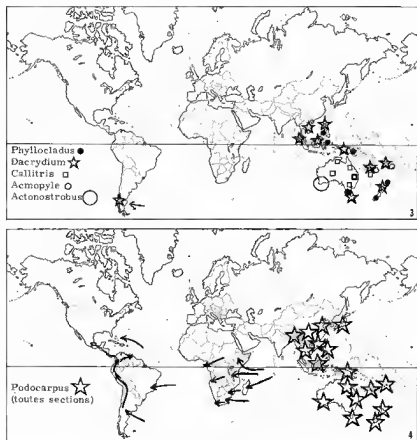 Phyllocladus
Dacrydium
Callitris
Acmopyle
Actonostrobus
3
Podocarpus
(toutes sections)
4